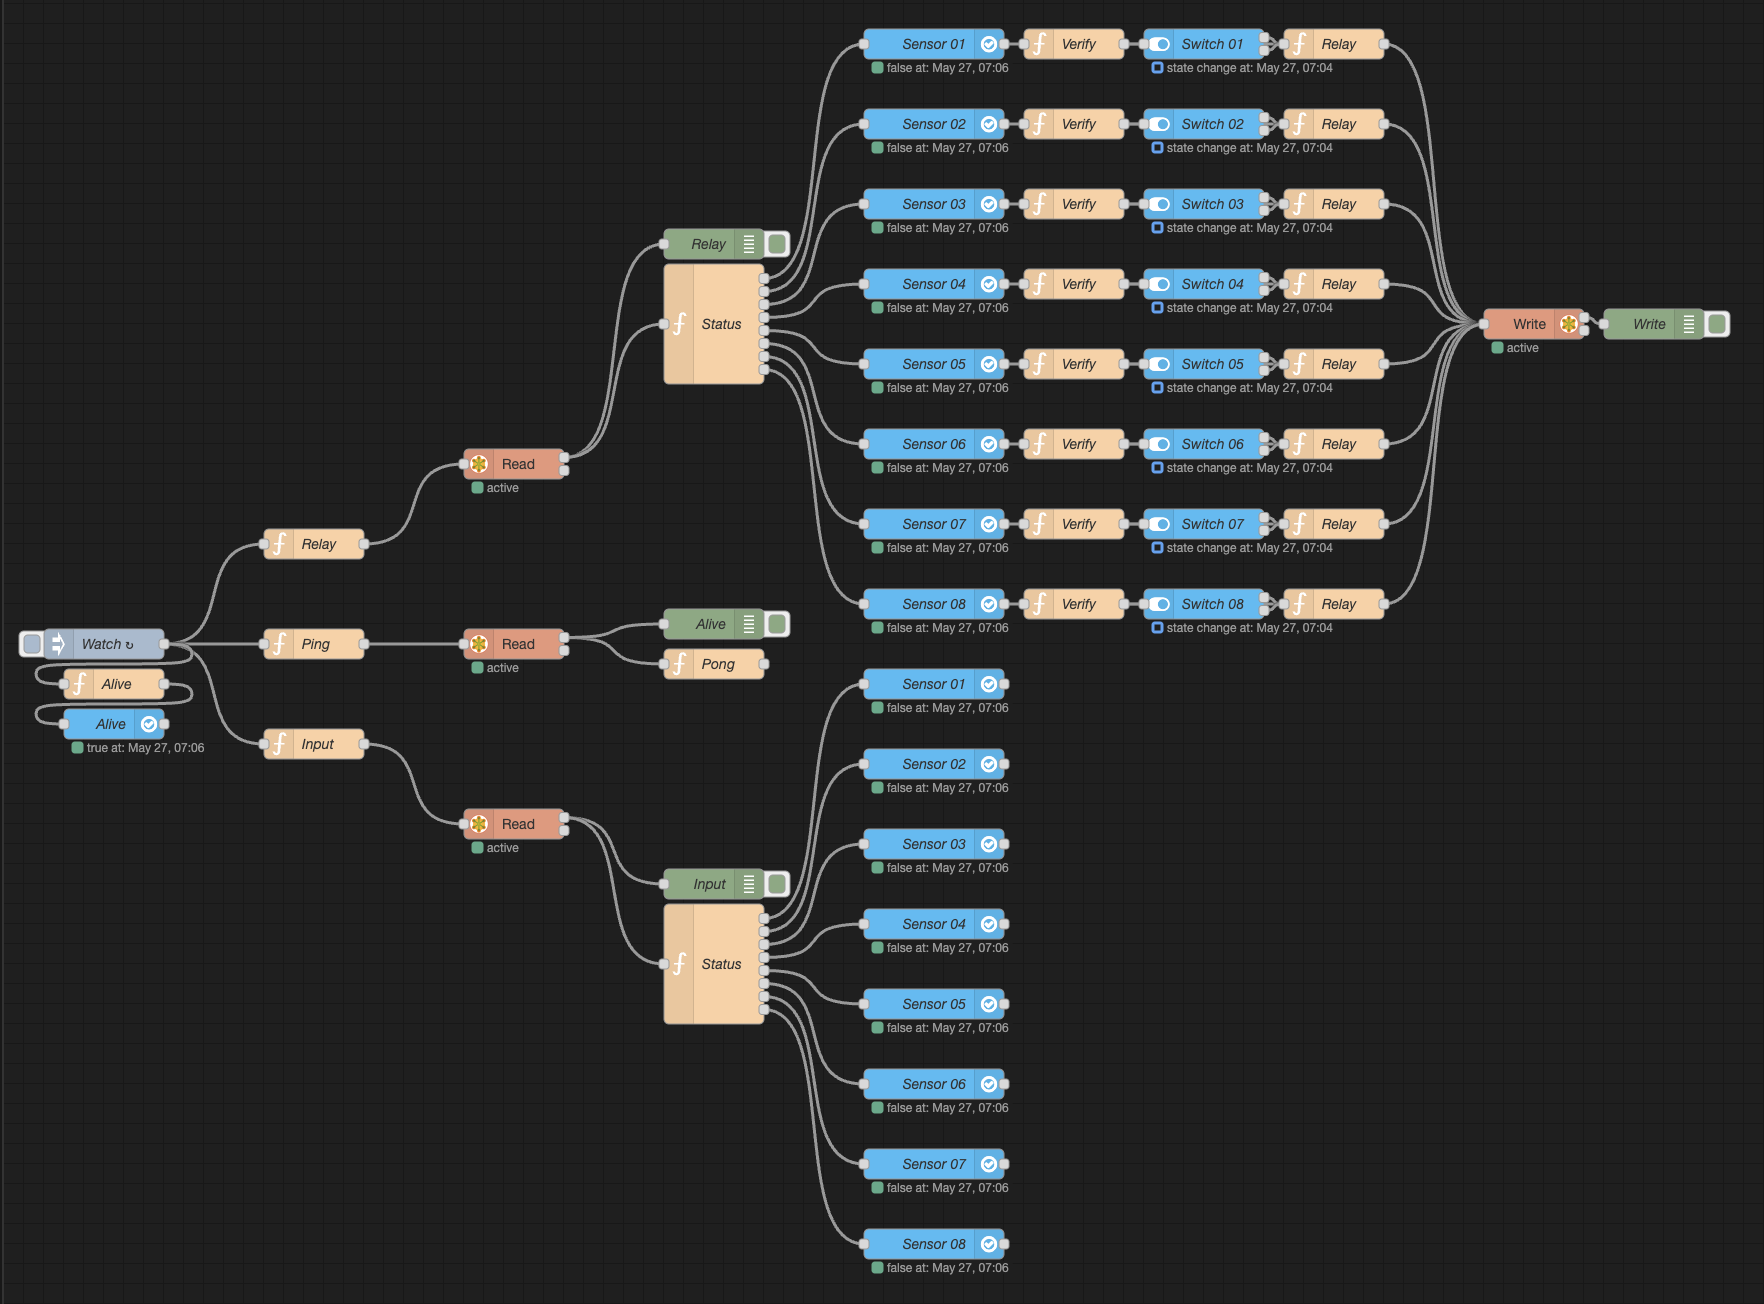 Sensor 01 Verify Switch 01 Relay
false at: May 27, 07:06 state change at: May 27, 07:04
Sensor 02 Verify Switch 02 Relay
false at: May 27, 07:06 state change at: May 27, 07:04
Sensor 03 Verify Switch 03 Relay
false at: May 27, 07:06 state change at: May 27, 07:04
Relay
Sensor 04 Verify Switch 04 Relay
false at: May 27, 07:06 state change at: May 27, 07:04
Status Write Write
active
Sensor 05 Verify Switch 05 Relay
false at: May 27, 07:06 state change at: May 27, 07:04
Sensor 06 Verify Switch 06 Relay
Read
false at: May 27, 07:06 state change at: May 27, 07:04
active
Sensor 07 Verify Switch 07 Relay
Relay
false at: May 27, 07:06 state change at: May 27, 07:04
Sensor 08 Verify Switch 08 Relay
Alive
false at: May 27, 07:06 state change at: May 27, 07:04
Watch ↻ Ping Read
Pong
active
Alive Sensor 01
false at: May 27, 07:06
Alive
true at: May 27, 07:06
Input
Sensor 02
false at: May 27, 07:06
Read
active
Sensor 03
false at: May 27, 07:06
Input
Sensor 04
false at: May 27, 07:06
Status
Sensor 05
false at: May 27, 07:06
Sensor 06
false at: May 27, 07:06
Sensor 07
false at: May 27, 07:06
Sensor 08
false at: May 27, 07:06